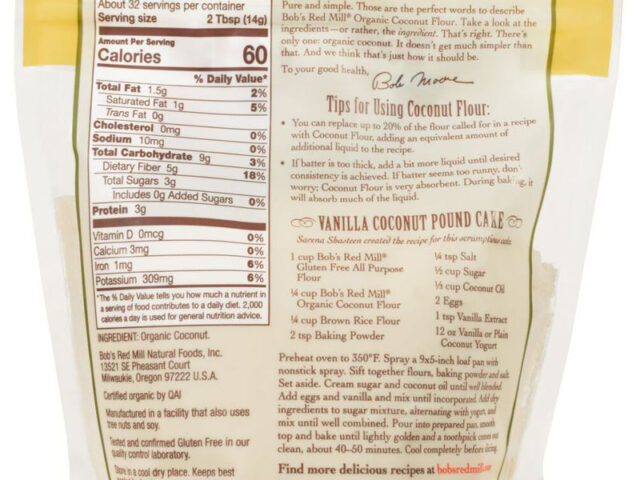 About 32 servings per container
Serving size 2 Tbsp (14g)
Amount Per Serving
Calories 60
% Daily Value*
Total Fat 1.5g 2%
Saturated Fat 1g 5%
Trans Fat 0g
Cholesterol 0mg 0%
Sodium 10mg 0%
Total Carbohydrate 9g 3%
Dietary Fiber 5g 18%
Total Sugars 3g
Includes 0g Added Sugars 0%
Protein 3g
Vitamin D 0mcg 0%
Calcium 3mg 0%
Iron 1mg 6%
Potassium 309mg 6%
*The % Daily Value tells you how much a nutrient in
a serving of food contributes to a daily diet. 2,000
calories a day is used for general nutrition advice.
INGREDIENT: Organic Coconut.
Bob's Red Mill Natural Foods, Inc.
13521 SE Pheasant Court
Milwaukie, Oregon 97222 U.S.A.
Certified organic by QAI
Manufactured in a facility that also uses
tree nuts and soy.
Tested and confirmed Gluten Free in our
quality control laboratory.
Store in a cool dry place. Keeps best
Pure and simple. Those are the perfect words to describe
Bob's Red Mill® Organic Coconut Flour. Take a look at the
ingredients—or rather, the ingredient. That's right. There's
only one: organic coconut. It doesn't get much simpler than
that. And we think that's just how it should be.
To your good health,
Bob Moore
Tips for Using Coconut Flour:
• You can replace up to 20% of the flour called for in a recipe
with Coconut Flour, adding an equivalent amount of
additional liquid to the recipe.
• If batter is too thick, add a bit more liquid until desired
consistency is achieved. If batter seems too runny, don't
worry; Coconut Flour is very absorbent. During baking, it
will absorb much of the liquid.
VANILLA COCONUT POUND CAKE
Sarena Shasteen created the recipe for this scrumptious cake.
1 cup Bob's Red Mill®
Gluten Free All Purpose
Flour
¼ cup Bob's Red Mill®
Organic Coconut Flour
¼ cup Brown Rice Flour
2 tsp Baking Powder
¼ tsp Salt
½ cup Sugar
⅓ cup Coconut Oil
2 Eggs
1 tsp Vanilla Extract
12 oz Vanilla or Plain
Coconut Yogurt
Preheat oven to 350°F. Spray a 9x5-inch loaf pan with
nonstick spray. Sift together flours, baking powder and salt.
Set aside. Cream sugar and coconut oil until well blended.
Add eggs and vanilla and mix until incorporated. Add dry
ingredients to sugar mixture, alternating with yogurt, and
mix until well combined. Pour into prepared pan, smooth
top and bake until lightly golden and a toothpick comes out
clean, about 40–50 minutes. Cool completely before slicing.
Find more delicious recipes at bobsredmill.com